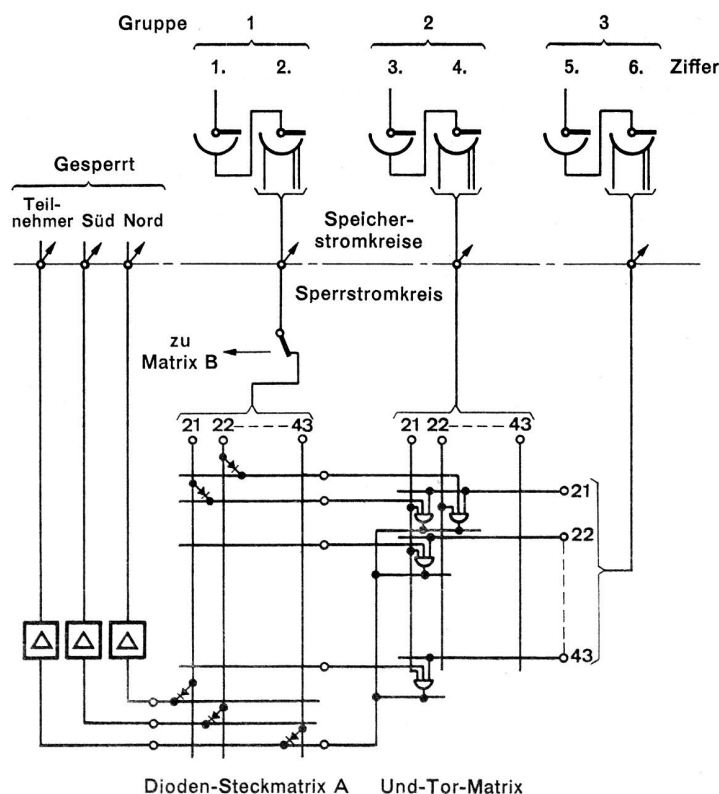 Gruppe 1 2 3
1. 2. 3. 4. 5. 6. Ziffer
Gesperrt
Teil-
nehmer Süd Nord
Speicher-
stromkreise
Sperrstromkreis
zu
Matrix B
21 22 43 21 22 43
21
22
43
Dioden-Steckmatrix A Und-Tor-Matrix